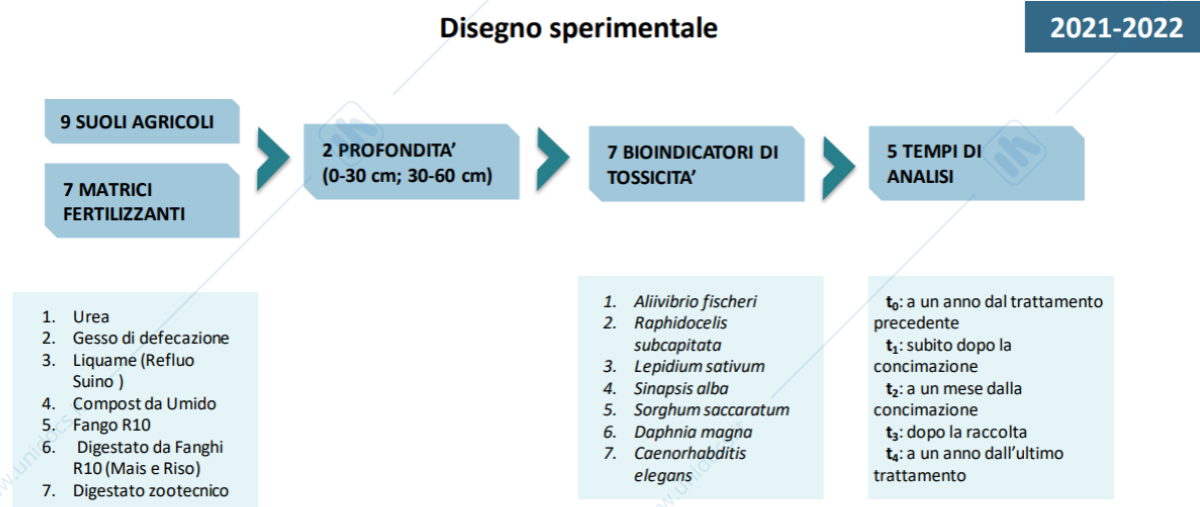 Disegno sperimentale
2021-2022
9 SUOLI AGRICOLI
7 MATRICI
FERTILIZZANTI
2 PROFONDITA’
(0-30 cm; 30-60 cm)
7 BIOINDICATORI DI
TOSSICITA’
5 TEMPI DI
ANALISI
1. Urea
2. Gesso di defecazione
3. Liquame (Refluo
Suino )
4. Compost da Umido
5. Fango R10
6. Digestato da Fanghi
R10 (Mais e Riso)
7. Digestato zootecnico
1. Aliivibrio fischeri
2. Raphidocelis
subcapitata
3. Lepidium sativum
4. Sinapsis alba
5. Sorghum saccaratum
6. Daphnia magna
7. Caenorhabditis
elegans
t0: a un anno dal trattamento
precedente
t1: subito dopo la
concimazione
t2: a un mese dalla
concimazione
t3: dopo la raccolta
t4: a un anno dall’ultimo
trattamento